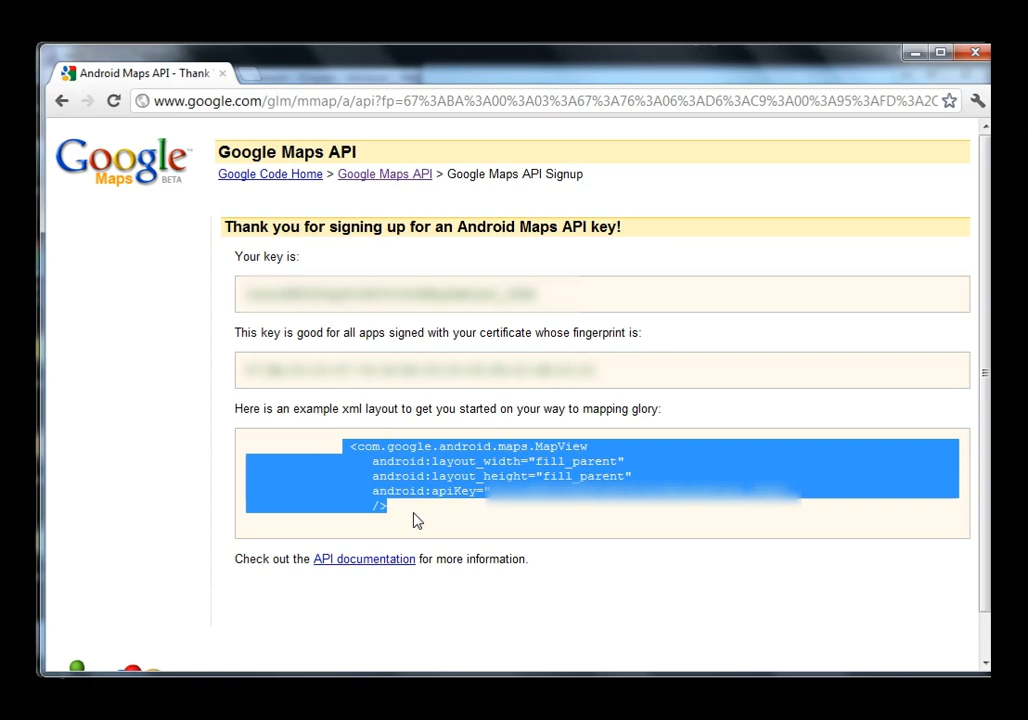 Android Maps API - Thank
www.google.com/glm/mmap/a/api?fp=67%3ABA%3A00%3A03%3A67%3A76%3A06%3AD6%3AC9%3A00%3A95%3AFD%3A2C
Google
Maps BETA
Google Maps API
Google Code Home > Google Maps API > Google Maps API Signup
Thank you for signing up for an Android Maps API key!
Your key is:
This key is good for all apps signed with your certificate whose fingerprint is:
Here is an example xml layout to get you started on your way to mapping glory:
<com.google.android.maps.MapView
android:layout_width="fill_parent"
android:layout_height="fill_parent"
android:apiKey="
/>
Check out the API documentation for more information.